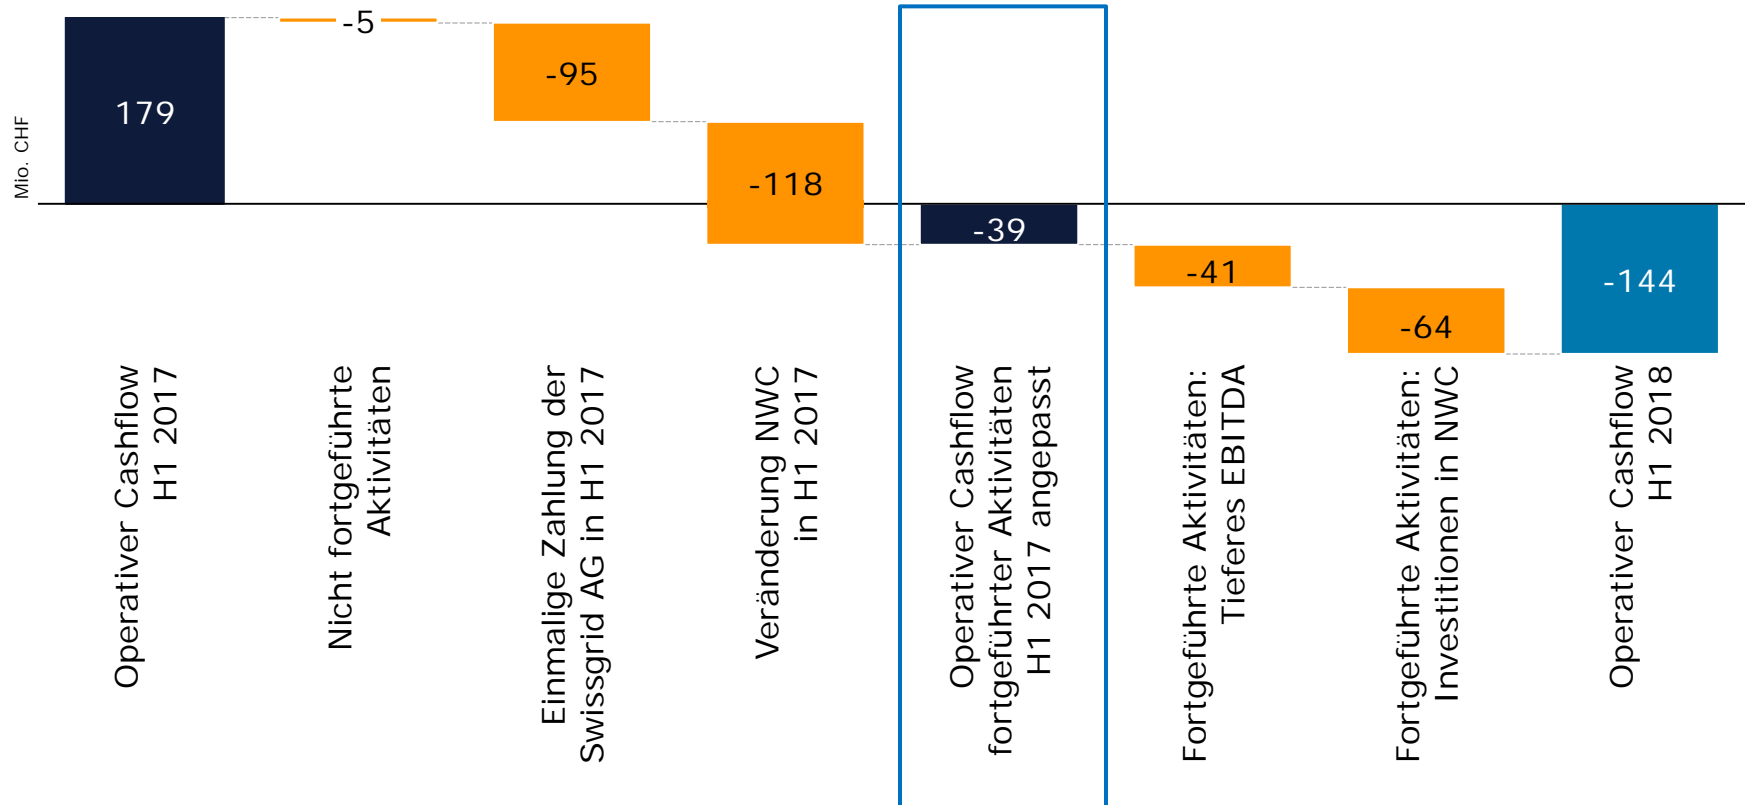 Mio. CHF
179
-5
-95
-118
-39
-41
-64
-144
Operativer Cashflow
H1 2017
Nicht fortgeführte
Aktivitäten
Einmalige Zahlung der
Swissgrid AG in H1 2017
Veränderung NWC
in H1 2017
Operativer Cashflow
fortgeführter Aktivitäten
H1 2017 angepasst
Fortgeführte Aktivitäten:
Tieferes EBITDA
Fortgeführte Aktivitäten:
Investitionen in NWC
Operativer Cashflow
H1 2018